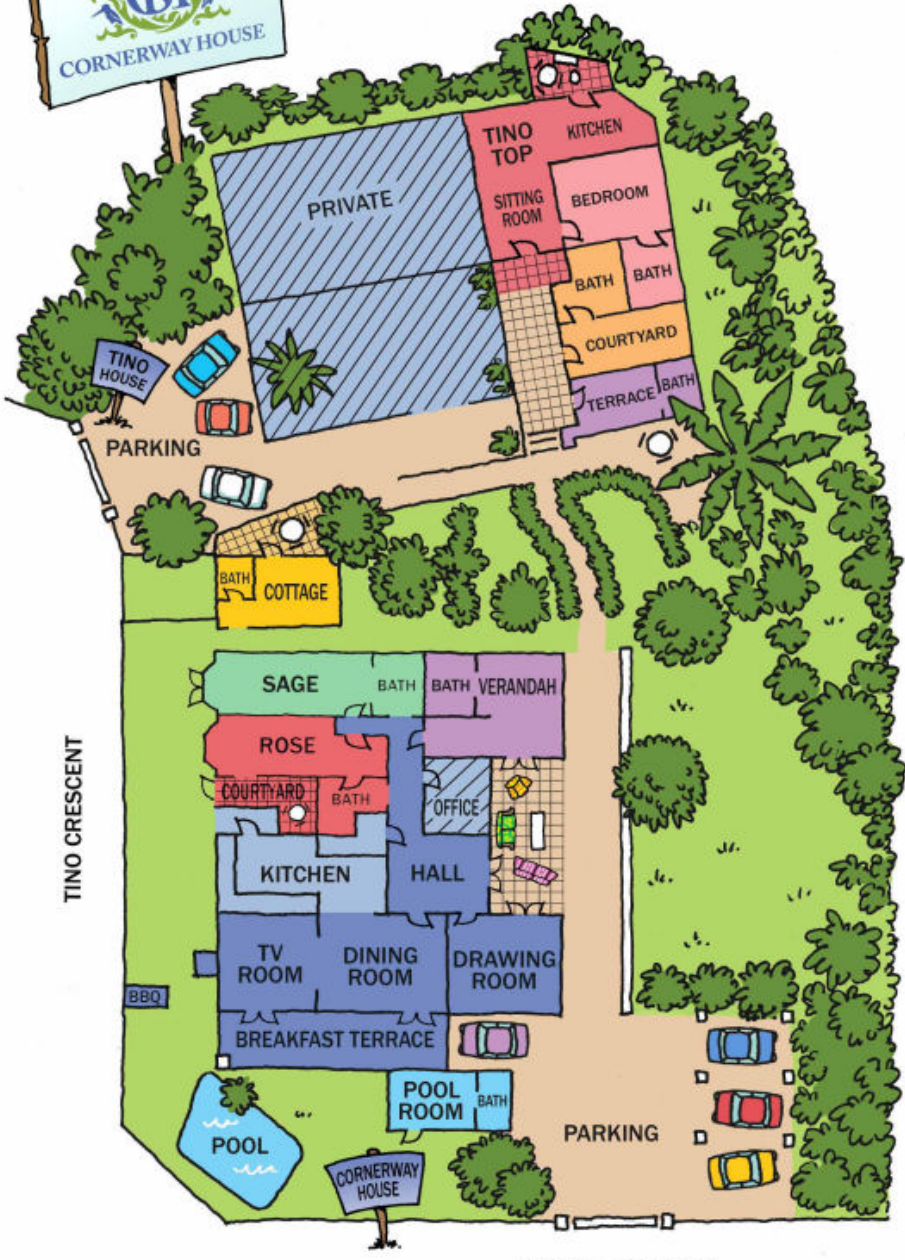 CORNERWAY HOUSE
TINO
TOP
KITCHEN
PRIVATE
SITTING
ROOM
BEDROOM
BATH
BATH
COURTYARD
TINO
HOUSE
TERRACE
BATH
PARKING
BATH
COTTAGE
SAGE
BATH
BATH
VERANDAH
ROSE
COURTYARD
BATH
OFFICE
TINO CRESCENT
KITCHEN
HALL
TV
ROOM
DINING
ROOM
DRAWING
ROOM
BBQ
BREAKFAST TERRACE
POOL
ROOM
BATH
PARKING
POOL
CORNERWAY
HOUSE